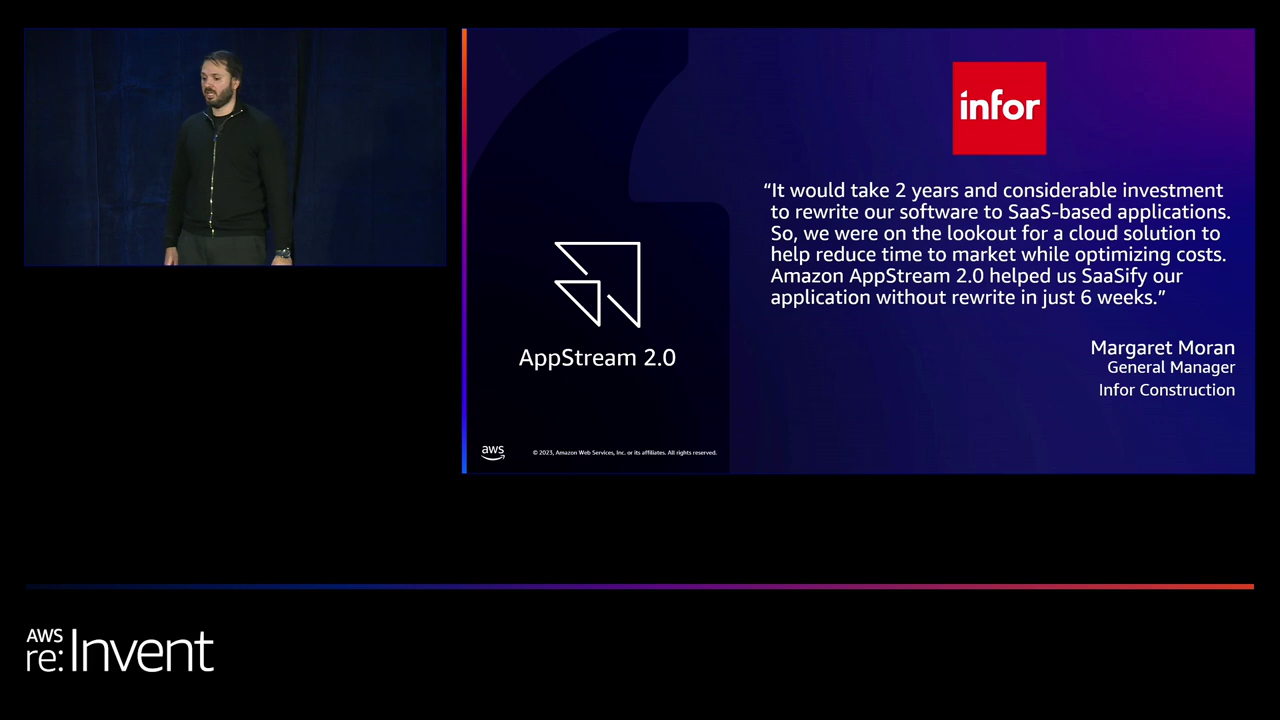 infor
“It would take 2 years and considerable investment
to rewrite our software to SaaS-based applications.
So, we were on the lookout for a cloud solution to
help reduce time to market while optimizing costs.
Amazon AppStream 2.0 helped us SaaSify our
application without rewrite in just 6 weeks.”
Margaret Moran
General Manager
Infor Construction
AppStream 2.0
aws
© 2023, Amazon Web Services, Inc. or its affiliates. All rights reserved.
AWS
re:Invent